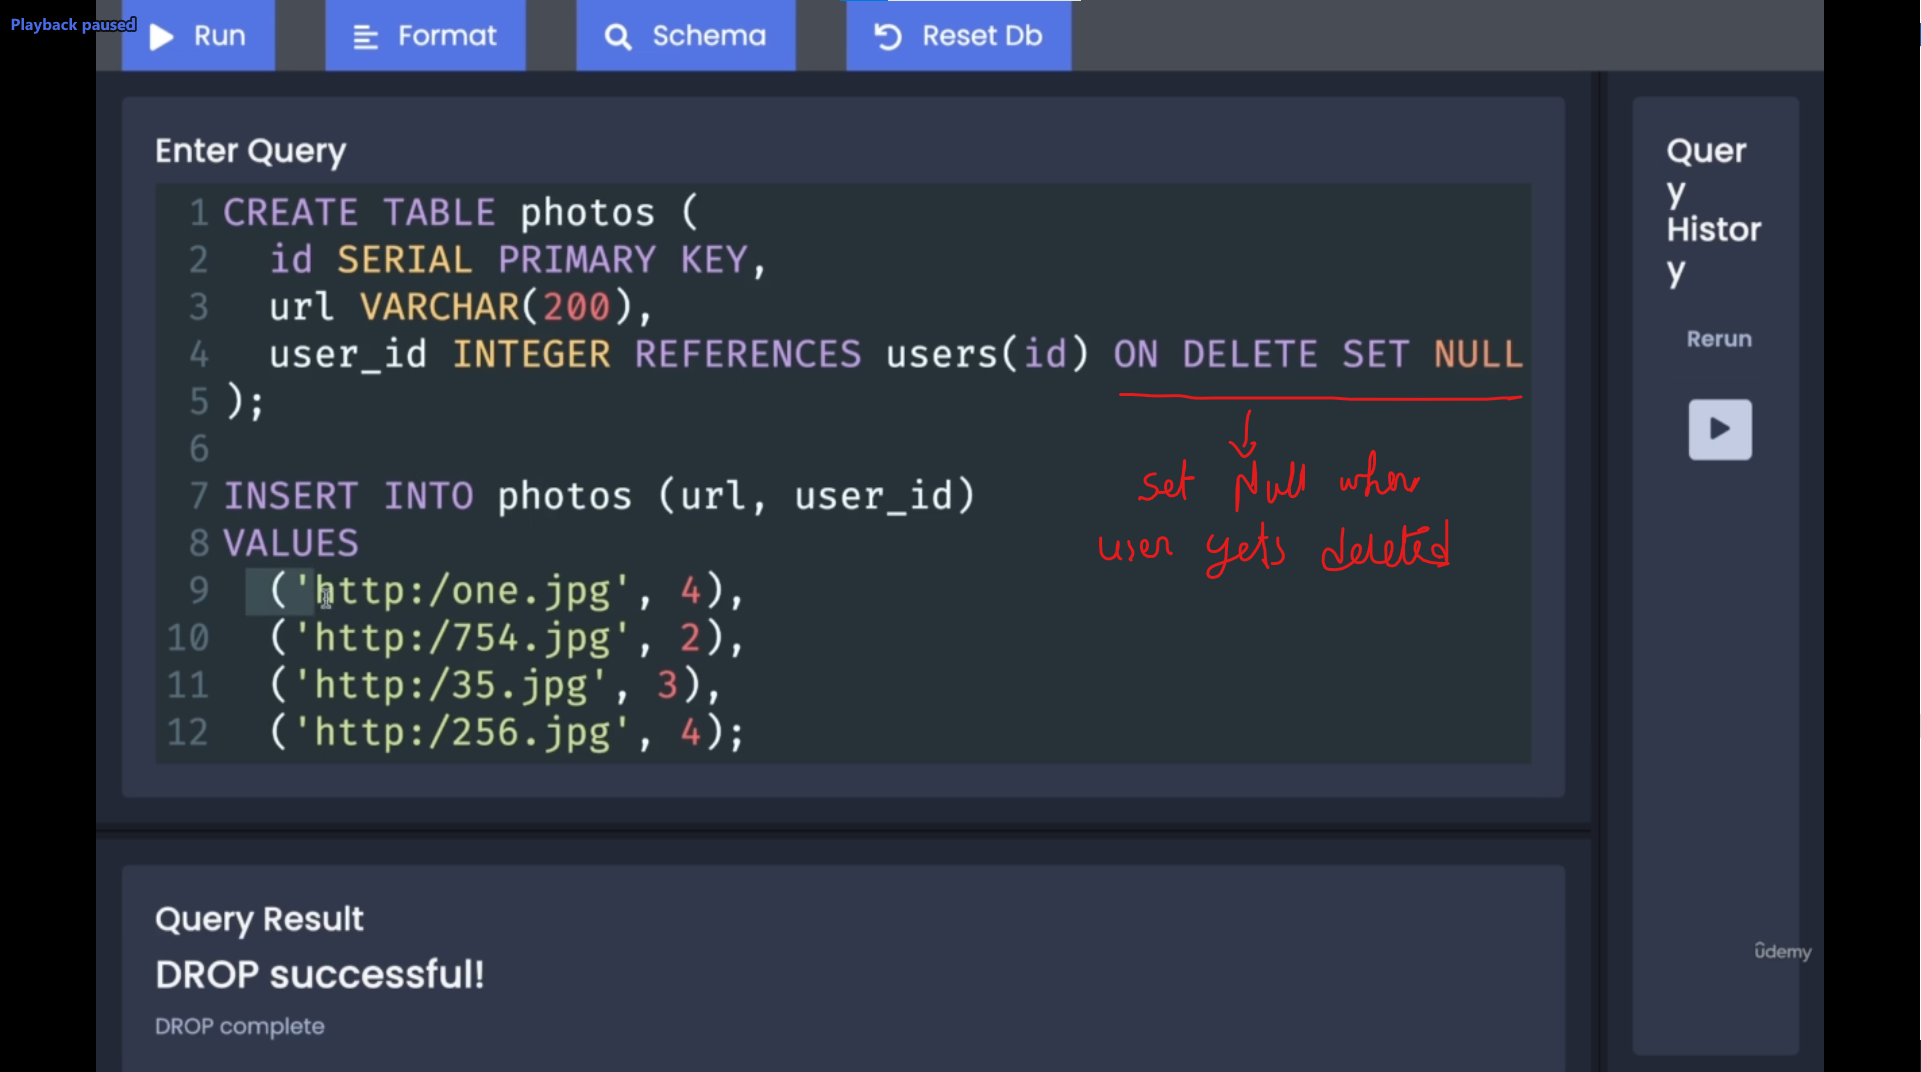 Playback paused
Run
Format
Schema
Reset Db
Enter Query
1 CREATE TABLE photos (
2 id SERIAL PRIMARY KEY,
3 url VARCHAR(200),
4 user_id INTEGER REFERENCES users(id) ON DELETE SET NULL
5 );
6
7 INSERT INTO photos (url, user_id)
8 VALUES
9 ('http:/one.jpg', 4),
10 ('http:/754.jpg', 2),
11 ('http:/35.jpg', 3),
12 ('http:/256.jpg', 4);
set Null when
user gets deleted
Query Result
DROP successful!
DROP complete
Quer
y
Histor
y
Rerun
ûdemy